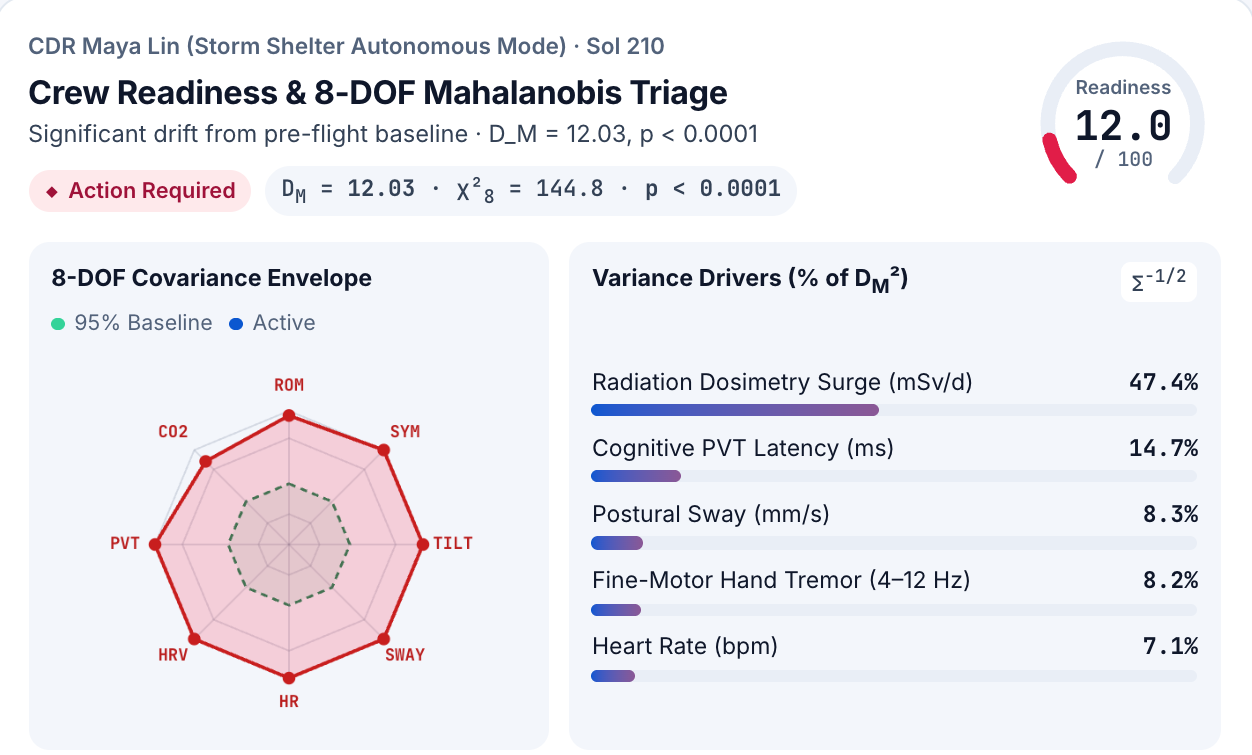 CDR Maya Lin (Storm Shelter Autonomous Mode) · Sol 210
Crew Readiness & 8-DOF Mahalanobis Triage
Significant drift from pre-flight baseline · D_M = 12.03, p < 0.0001
◆ Action Required
D_M = 12.03 · χ²₈ = 144.8 · p < 0.0001
Readiness
12.0
/ 100
8-DOF Covariance Envelope
95% Baseline
Active
ROM
CO2
SYM
PVT
TILT
HRV
SWAY
HR
Variance Drivers (% of D_M²)
Σ^-1/2
Radiation Dosimetry Surge (mSv/d) 47.4%
Cognitive PVT Latency (ms) 14.7%
Postural Sway (mm/s) 8.3%
Fine-Motor Hand Tremor (4–12 Hz) 8.2%
Heart Rate (bpm) 7.1%